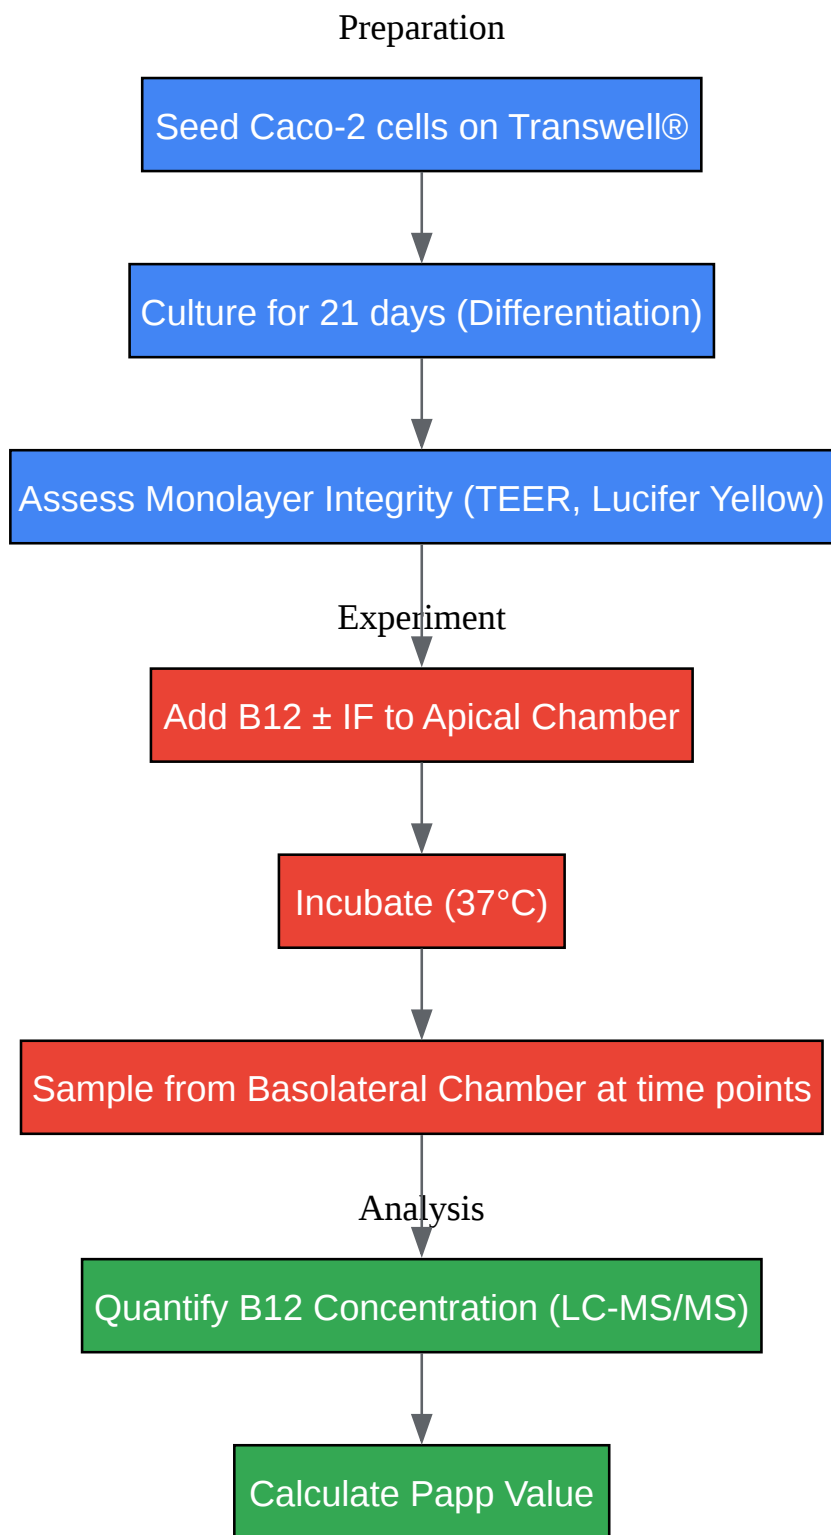 Preparation
Seed Caco-2 cells on Transwell®
Culture for 21 days (Differentiation)
Assess Monolayer Integrity (TEER, Lucifer Yellow)
Experiment
Add B12 ± IF to Apical Chamber
Incubate (37°C)
Sample from Basolateral Chamber at time points
Analysis
Quantify B12 Concentration (LC-MS/MS)
Calculate Papp Value